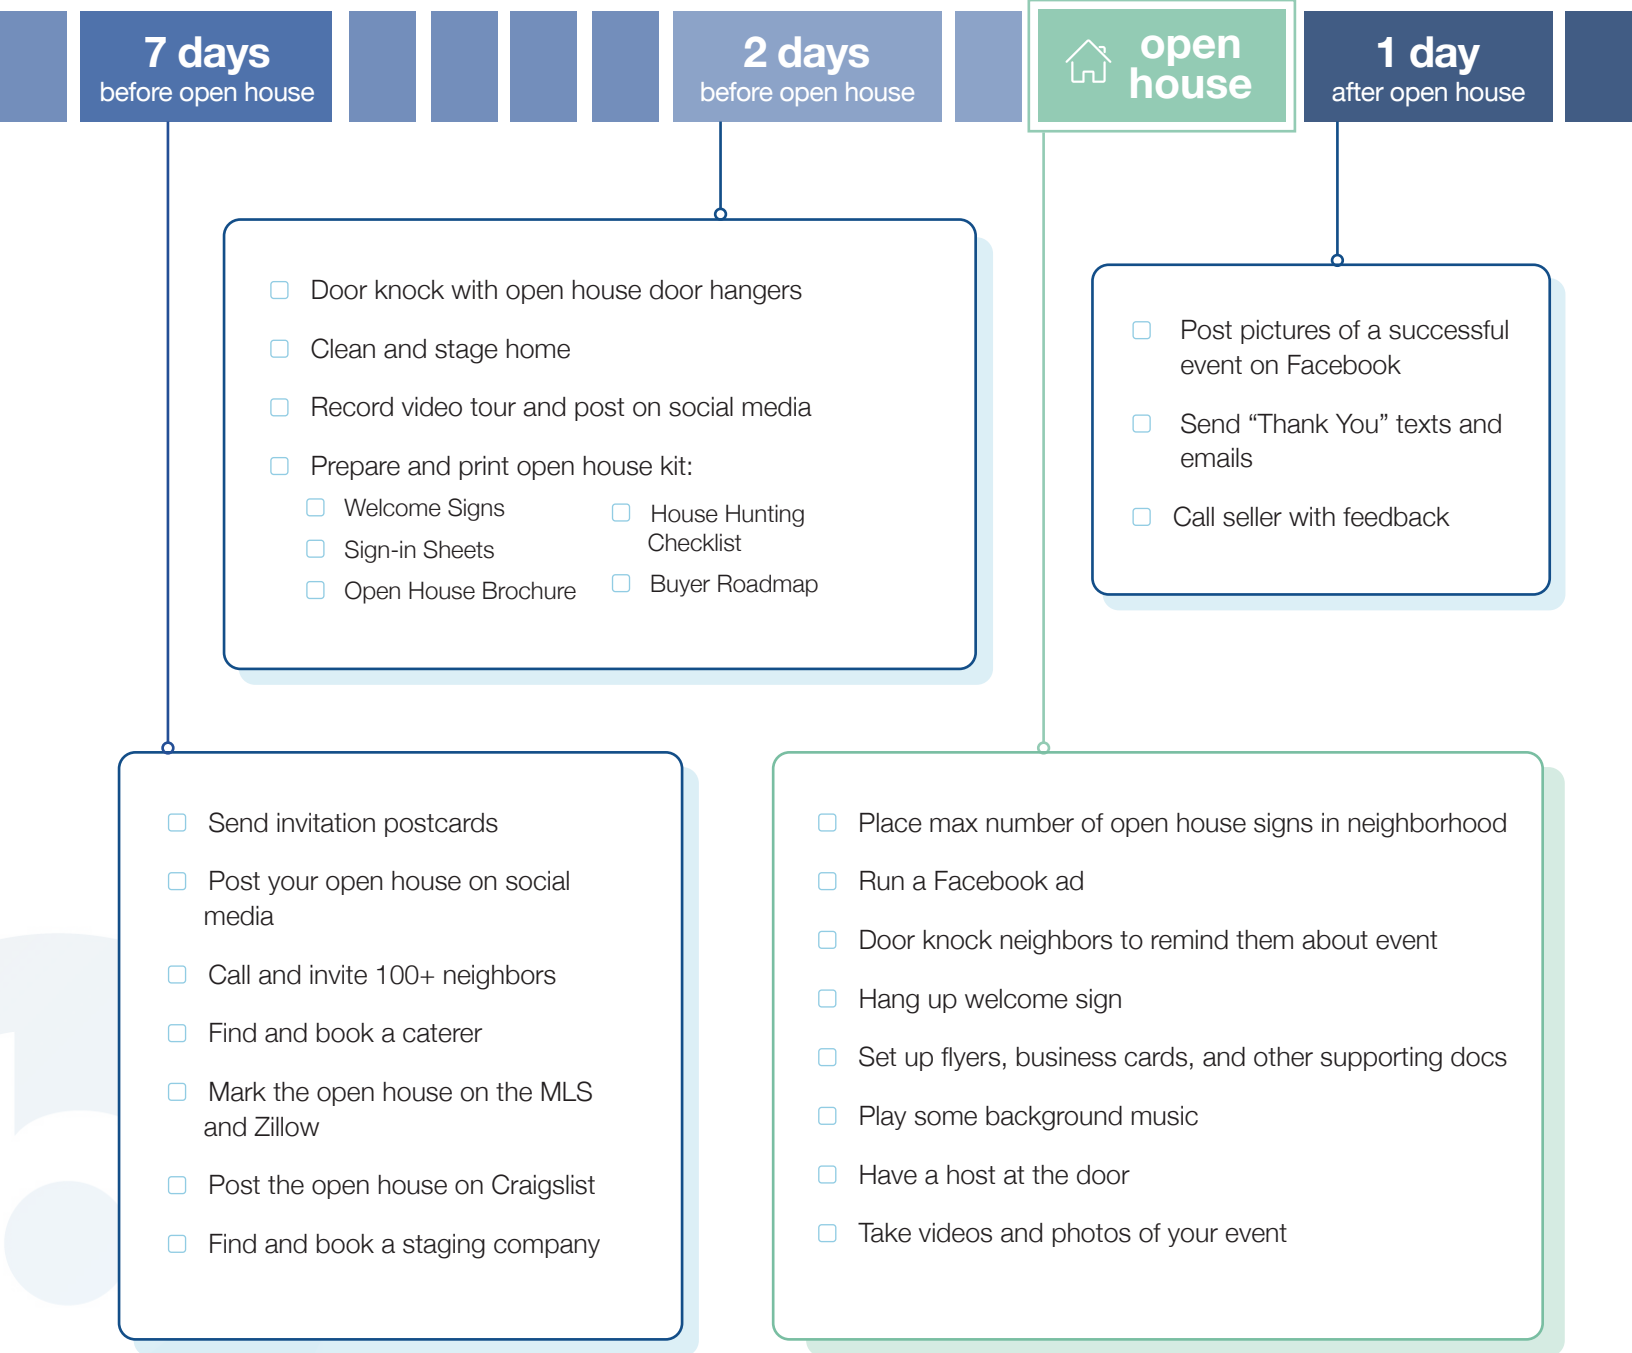 7 days
before open house
2 days
before open house
open
house
1 day
after open house
Door knock with open house door hangers
Clean and stage home
Record video tour and post on social media
Prepare and print open house kit:
Welcome Signs
Sign-in Sheets
Open House Brochure
House Hunting
Checklist
Buyer Roadmap
Post pictures of a successful
event on Facebook
Send “Thank You” texts and
emails
Call seller with feedback
Send invitation postcards
Post your open house on social
media
Call and invite 100+ neighbors
Find and book a caterer
Mark the open house on the MLS
and Zillow
Post the open house on Craigslist
Find and book a staging company
Place max number of open house signs in neighborhood
Run a Facebook ad
Door knock neighbors to remind them about event
Hang up welcome sign
Set up flyers, business cards, and other supporting docs
Play some background music
Have a host at the door
Take videos and photos of your event